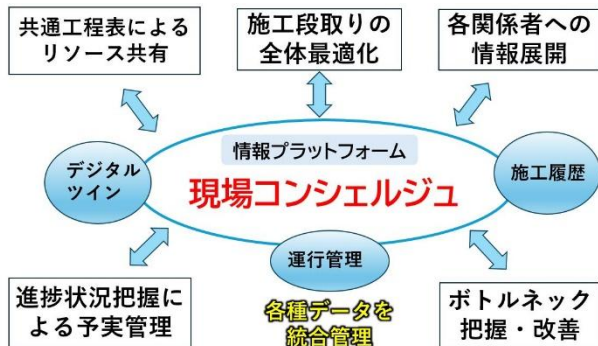 共通工程表による
リソース共有
施工段取りの
全体最適化
各関係者への
情報展開
情報プラットフォーム
現場コンシェルジュ
デジタル
ツイン
施工履歴
運行管理
各種データを
統合管理
進捗状況把握に
よる予実管理
ボトルネック
把握・改善